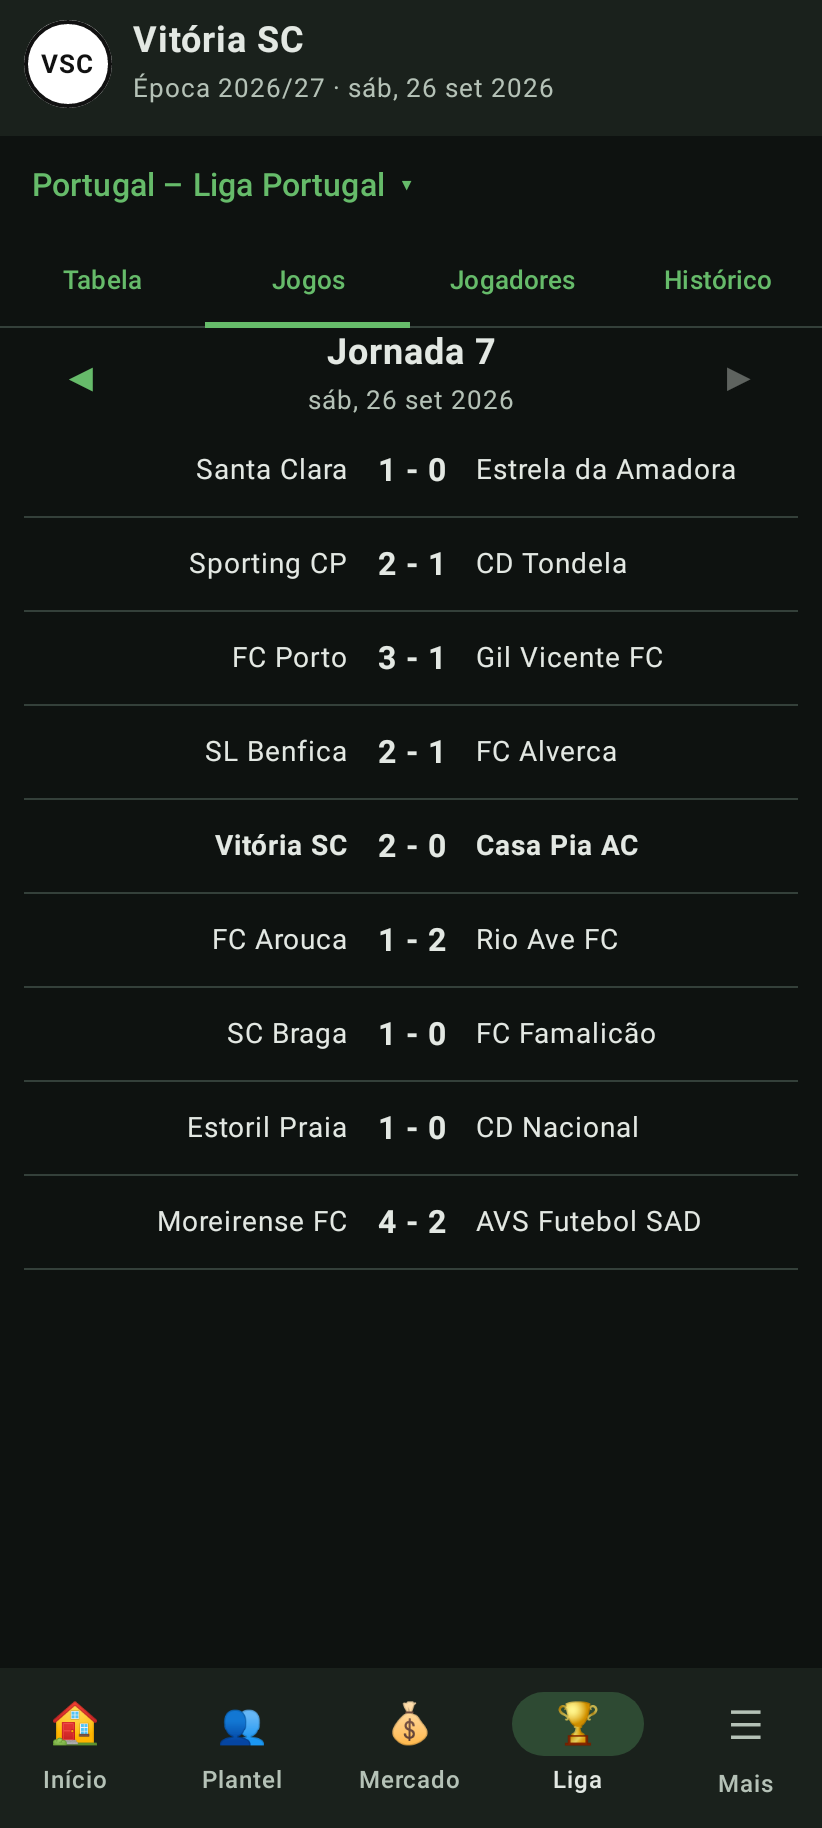 VSC
Vitória SC
Época 2026/27 · sáb, 26 set 2026
Portugal – Liga Portugal ▼
Tabela Jogos Jogadores Histórico
◀ Jornada 7 ▶
sáb, 26 set 2026
Santa Clara 1 - 0 Estrela da Amadora
Sporting CP 2 - 1 CD Tondela
FC Porto 3 - 1 Gil Vicente FC
SL Benfica 2 - 1 FC Alverca
Vitória SC 2 - 0 Casa Pia AC
FC Arouca 1 - 2 Rio Ave FC
SC Braga 1 - 0 FC Famalicão
Estoril Praia 1 - 0 CD Nacional
Moreirense FC 4 - 2 AVS Futebol SAD
Início Plantel Mercado Liga Mais